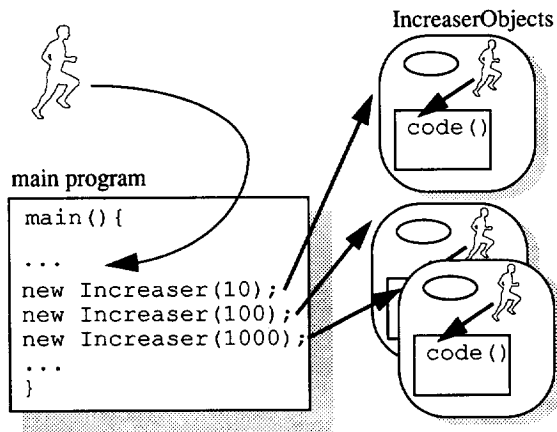 IncreaserObjects
code()
main program
main(){
...
new Increaser(10);
new Increaser(100);
new Increaser(1000);
...
}
code()